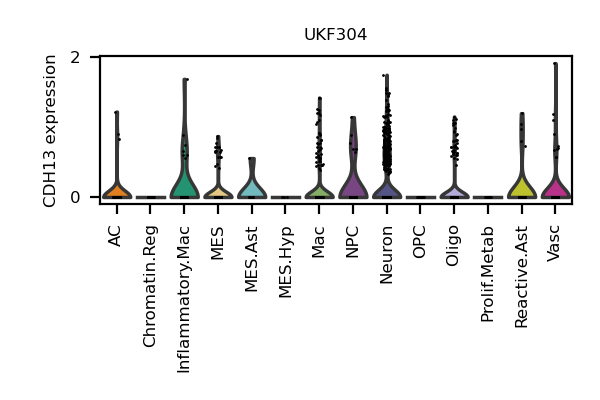 UKF304
CDH13 expression
2
0
AC
Chromatin.Reg
Inflammatory.Mac
MES
MES.Ast
MES.Hyp
Mac
NPC
Neuron
OPC
Oligo
Prolif.Metab
Reactive.Ast
Vasc